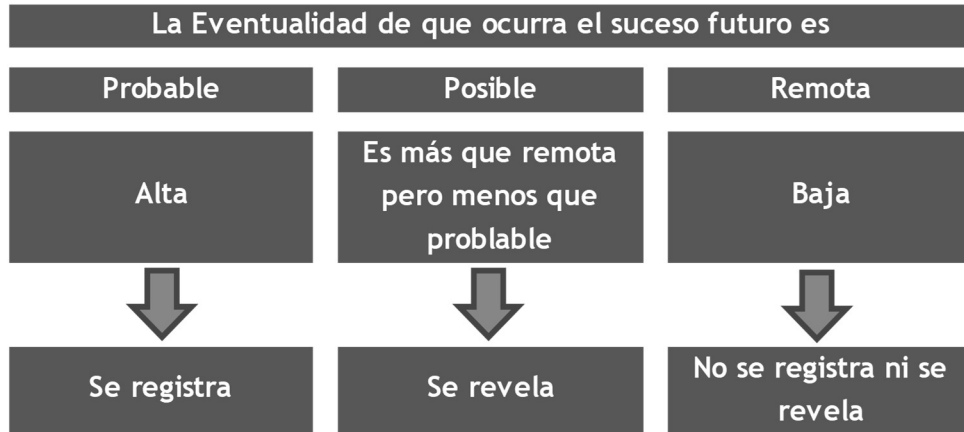 La Eventualidad de que ocurra el suceso futuro es
Probable
Posible
Remota
Alta
Es más que remota
pero menos que
problable
Baja
Se registra
Se revela
No se registra ni se
revela